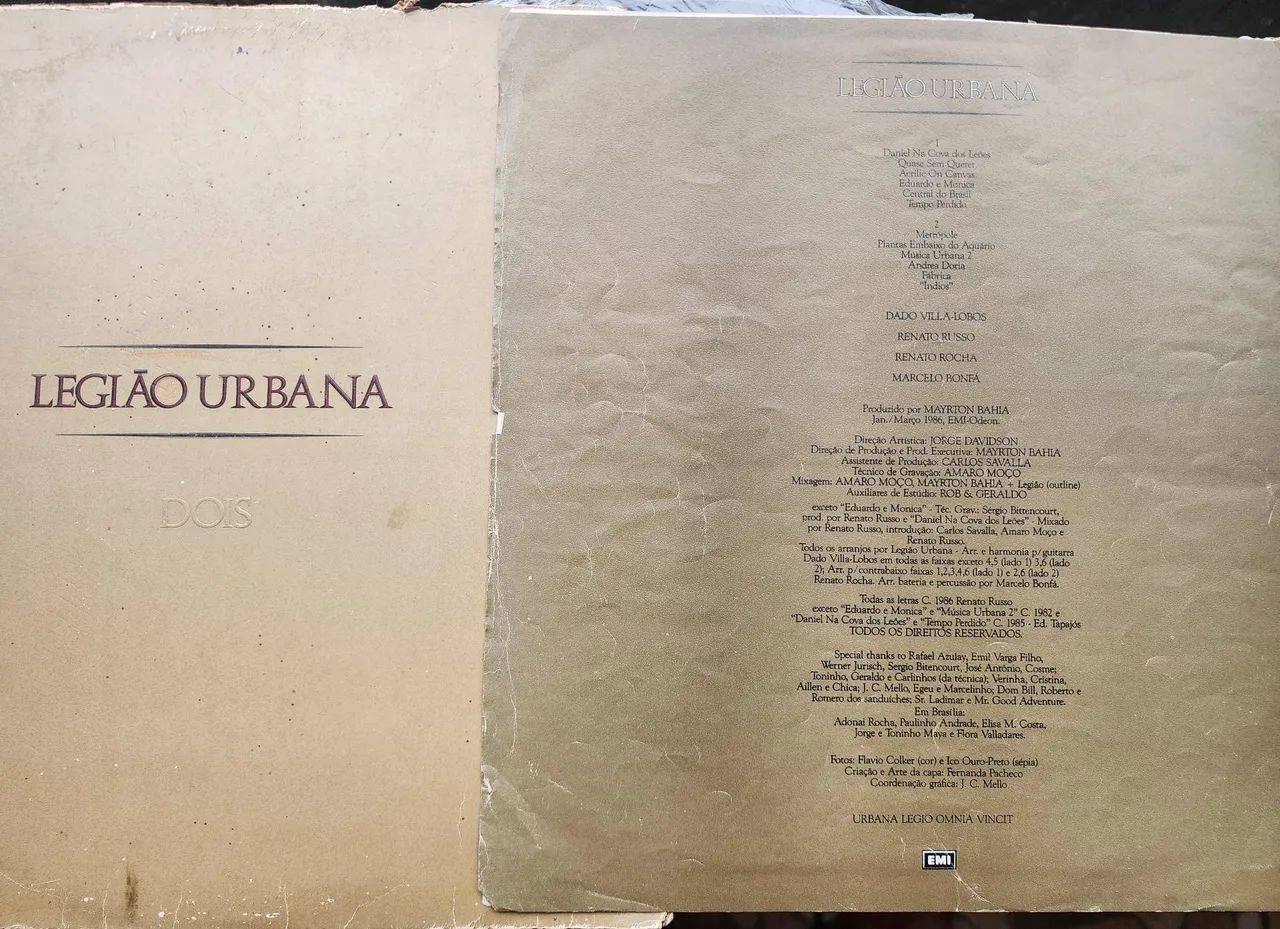 LEGIÃO URBANA
DOIS
LEGIÃO URBANA
1
Daniel Na Cova dos Leões
Quase Sem Querer
Acrilic On Canvas
Eduardo e Monica
Central do Brasil
Tempo Perdido
2
Metrópole
Plantas Embaixo do Aquário
Música Urbana 2
Andrea Doria
Fábrica
"Índios"
DADO VILLA-LOBOS
RENATO RUSSO
RENATO ROCHA
MARCELO BONFÁ
Produzido por MAYRTON BAHIA
Jan./Março 1986, EMI-Odeon.
Direção Artística: JORGE DAVIDSON
Direção de Produção e Prod. Executiva: MAYRTON BAHIA
Assistente de Produção: CARLOS SAVALLA
Técnico de Gravação: AMARO MOÇO
Mixagem: AMARO MOÇO, MAYRTON BAHIA + Legião (outline)
Auxiliares de Estúdio: ROB & GERALDO
exceto "Eduardo e Monica" - Téc. Grav.: Sérgio Bittencourt,
prod. por Renato Russo e "Daniel Na Cova dos Leões" - Mixado
por Renato Russo, introdução: Carlos Savalla, Amaro Moço e
Renato Russo.
Todos os arranjos por Legião Urbana - Arr. e harmonia p/guitarra
Dado Villa-Lobos em todas as faixas exceto 4,5 (lado 1) 3,6 (lado
2); Arr. p/contrabaixo faixas 1,2,3,4,6 (lado 1) e 2,6 (lado 2)
Renato Rocha. Arr. bateria e percussão por Marcelo Bonfá.
Todas as letras C. 1986 Renato Russo
exceto "Eduardo e Monica" e "Música Urbana 2" C. 1982 e
"Daniel Na Cova dos Leões" e "Tempo Perdido" C. 1985 - Ed. Tapajós
TODOS OS DIREITOS RESERVADOS.
Special thanks to Rafael Azulay, Emil Varga Filho,
Werner Jurisch, Sergio Bitencourt, José Antônio, Cosme;
Toninho, Geraldo e Carlinhos (da técnica); Verinha, Cristina,
Aillen e Chica; J. C. Mello, Egeu e Marcelinho; Dom Bill, Roberto e
Romero dos sanduíches; Sr. Ladimar e Mr. Good Adventure.
Em Brasília:
Adonai Rocha, Paulinho Andrade, Elisa M. Costa,
Jorge e Toninho Maya e Flora Valladares.
Fotos: Flavio Colker (cor) e Ico Ouro-Preto (sépia)
Criação e Arte da capa: Fernanda Pacheco
Coordenação gráfica: J. C. Mello
URBANA LEGIO OMNIA VINCIT
EMI